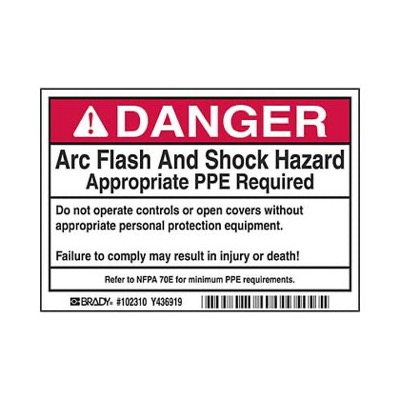 DANGER
Arc Flash And Shock Hazard
Appropriate PPE Required
Do not operate controls or open covers without
appropriate personal protection equipment.
Failure to comply may result in injury or death!
Refer to NFPA 70E for minimum PPE requirements.
BRADY® #102310 Y436919